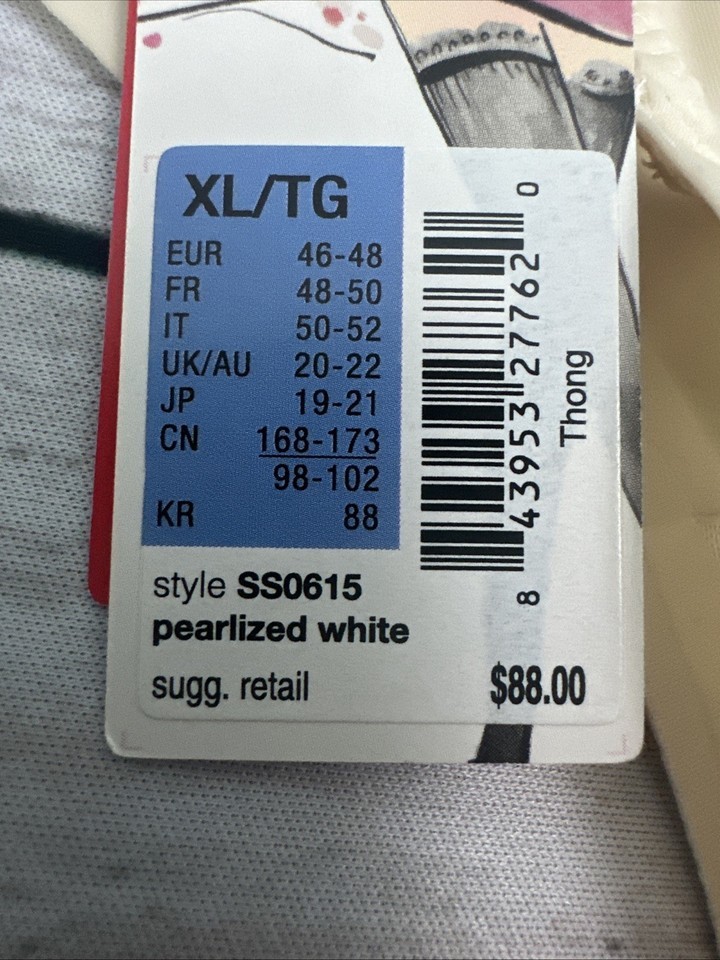 XL/TG
EUR 46-48
FR 48-50
IT 50-52
UK/AU 20-22
JP 19-21
CN 168-173
98-102
KR 88
style SS0615
pearlized white
sugg. retail $88.00
8 43953 27762 0
Thong